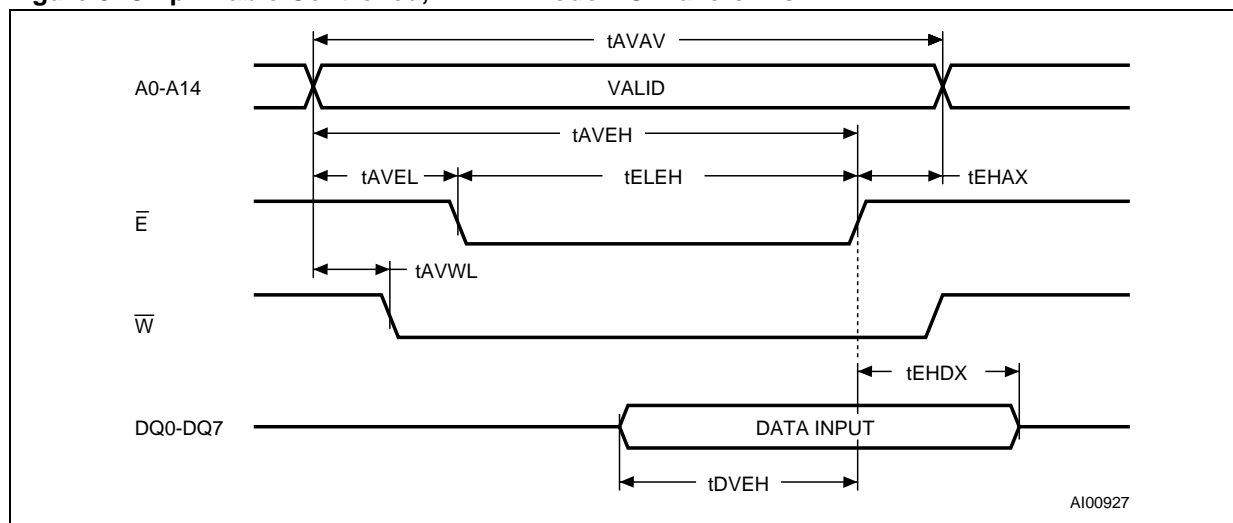 tAVAV
A0-A14
VALID
tAVEH
tAVEL
tELEH
tEHAX
E
tAVWL
W
tEHDX
DQ0-DQ7
DATA INPUT
tDVEH
AI00927